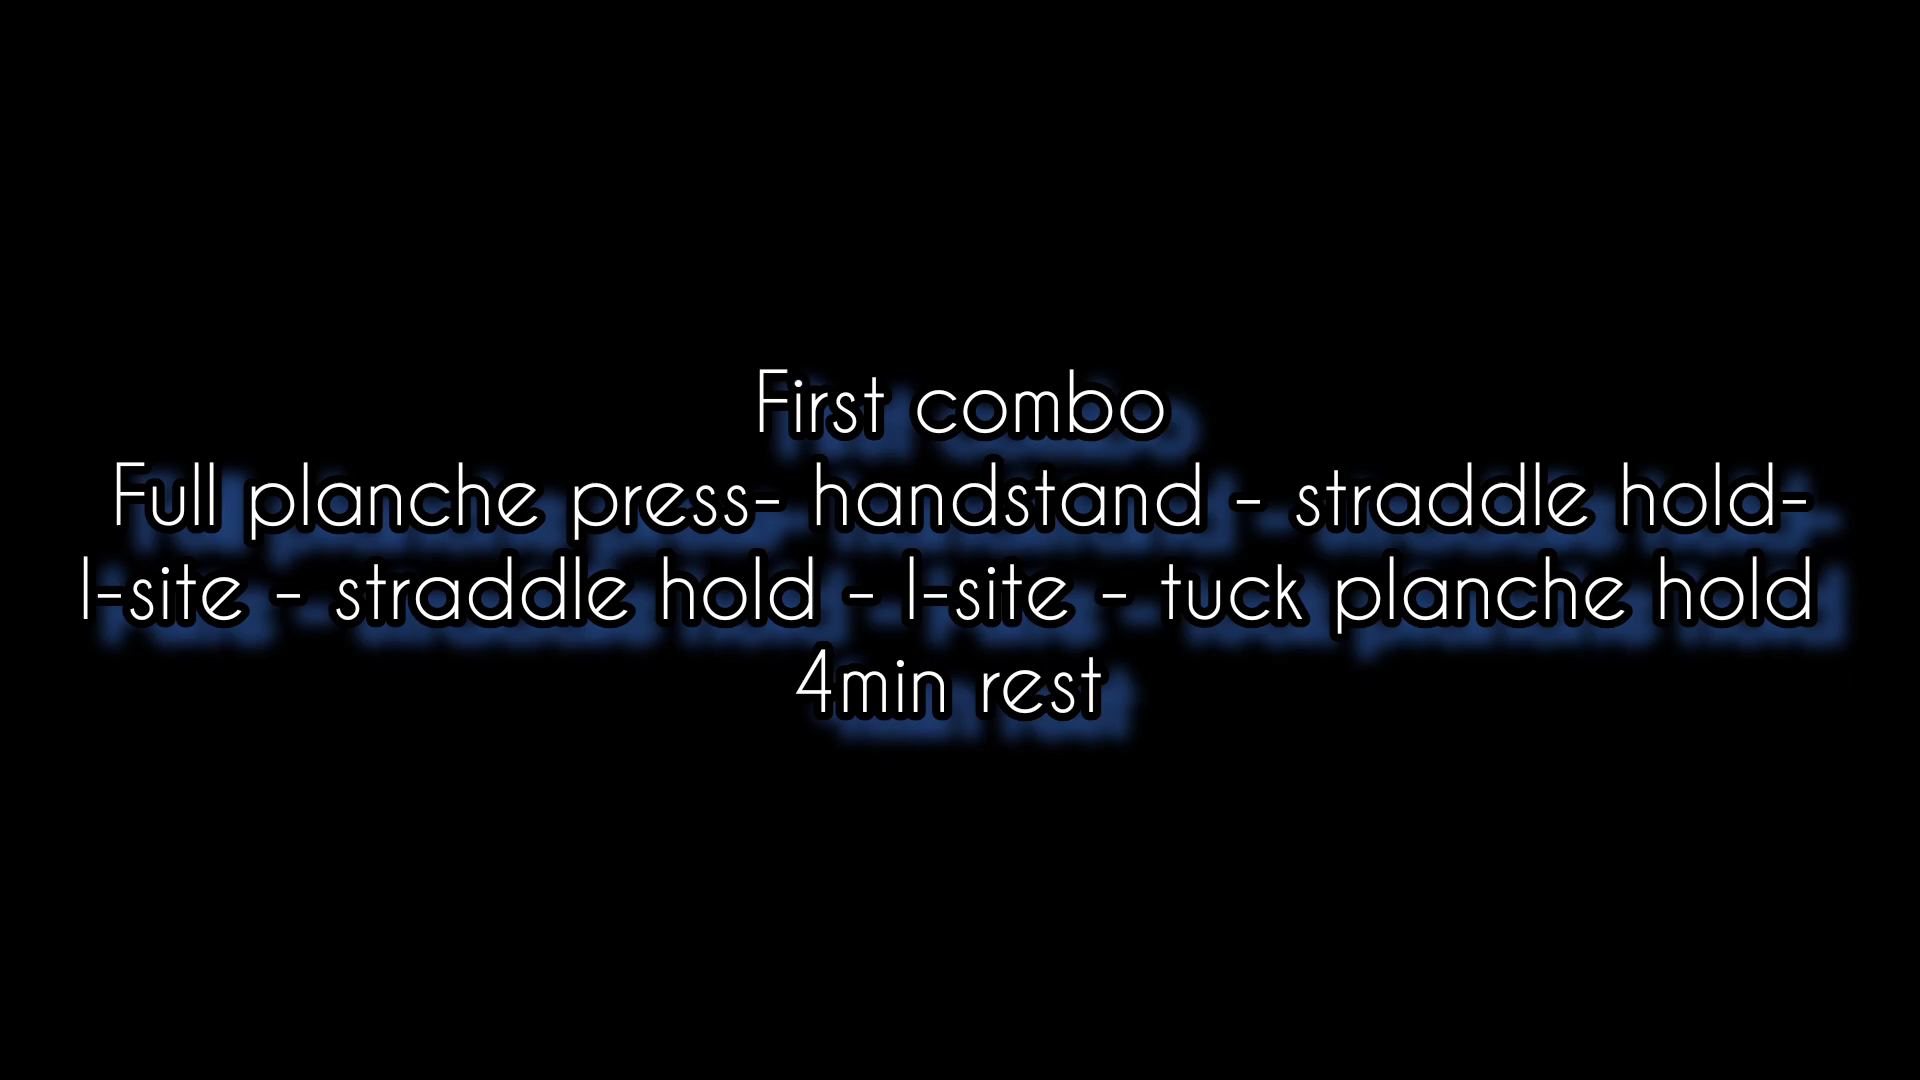 First combo
Full planche press- handstand - straddle hold-
l-site - straddle hold - l-site - tuck planche hold
4min rest